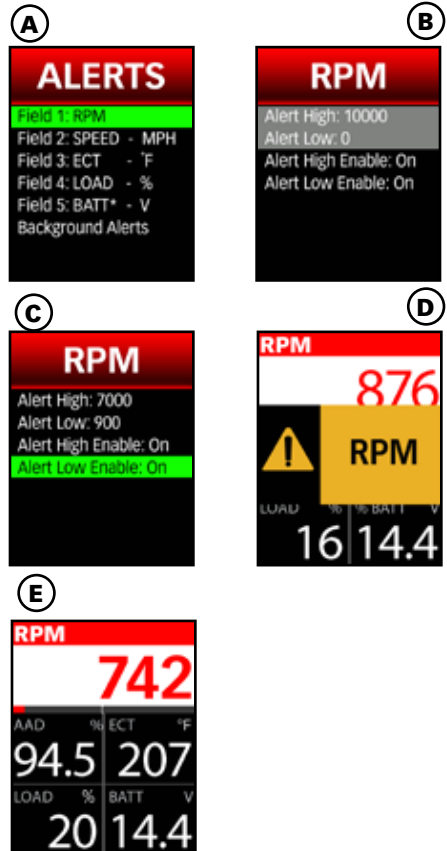 A
ALERTS
Field 1: RPM
Field 2: SPEED - MPH
Field 3: ECT - °F
Field 4: LOAD - %
Field 5: BATT* - V
Background Alerts
B
RPM
Alert High: 10000
Alert Low: 0
Alert High Enable: On
Alert Low Enable: On
C
RPM
Alert High: 7000
Alert Low: 900
Alert High Enable: On
Alert Low Enable: On
D
RPM
876
RPM
LOAD % % BATT V
16 14.4
E
RPM
742
AAD % ECT °F
94.5 207
LOAD % BATT V
20 14.4